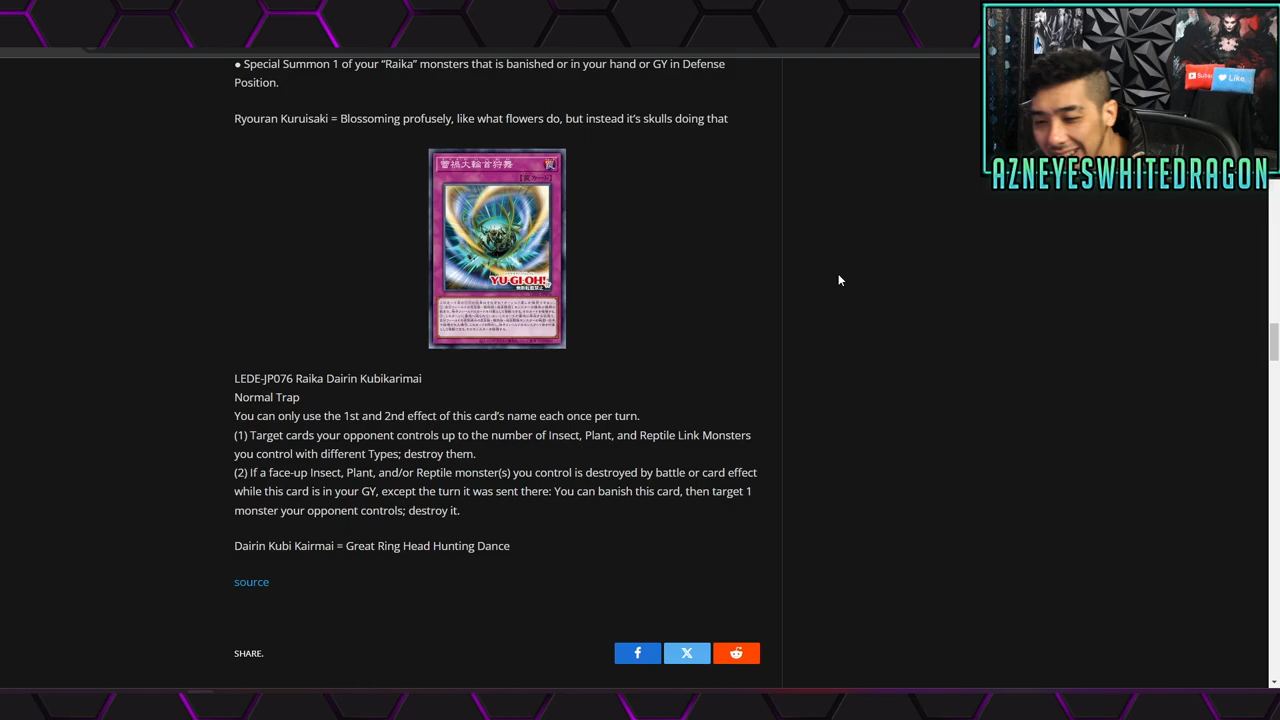 ● Special Summon 1 of your “Raika” monsters that is banished or in your hand or GY in Defense
Position.
Ryouran Kuruisaki = Blossoming profusely, like what flowers do, but instead it’s skulls doing that
Like...
AZNEYESWHITEDRAGON
YU-GI-OH!
LEDE-JP076 Raika Dairin Kubikarimai
Normal Trap
You can only use the 1st and 2nd effect of this card’s name each once per turn.
(1) Target cards your opponent controls up to the number of Insect, Plant, and Reptile Link Monsters
you control with different Types; destroy them.
(2) If a face-up Insect, Plant, and/or Reptile monster(s) you control is destroyed by battle or card effect
while this card is in your GY, except the turn it was sent there: You can banish this card, then target 1
monster your opponent controls; destroy it.
Dairin Kubi Kairmai = Great Ring Head Hunting Dance
source
SHARE.